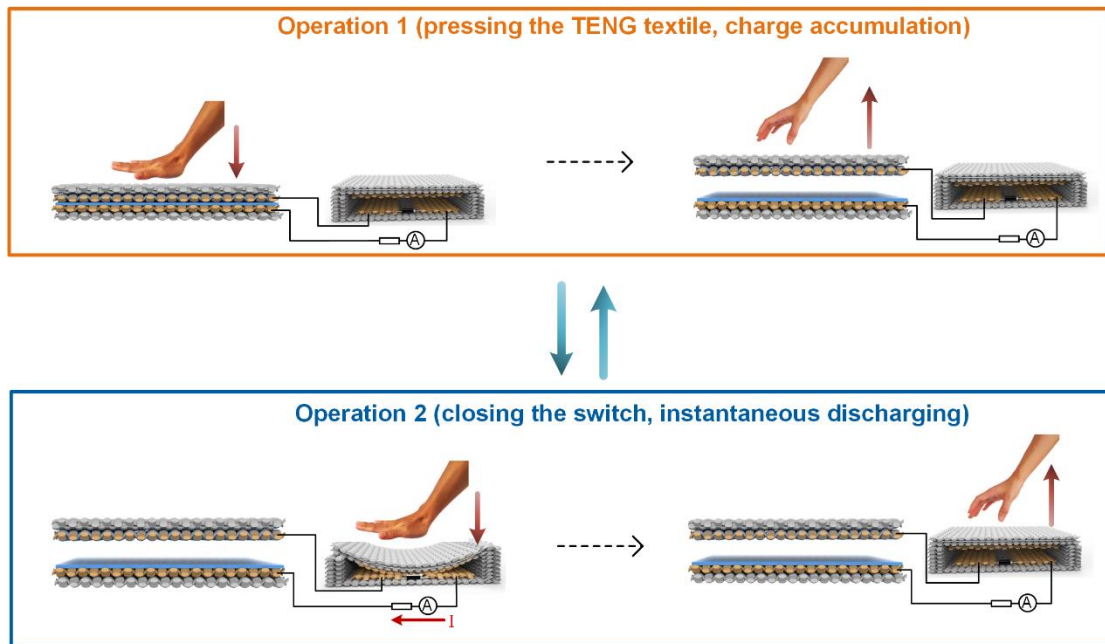 Operation 1 (pressing the TENG textile, charge accumulation)
A
A
Operation 2 (closing the switch, instantaneous discharging)
A
I
A